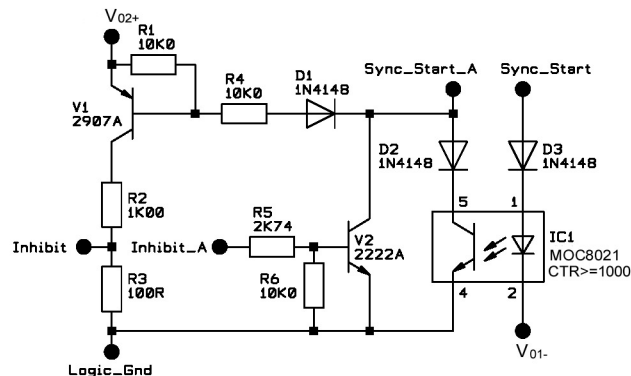 V02+
R1
10K0
R4
10K0
D1
1N4148
Sync_Start_A
Sync_Start
V1
2907A
D2
1N4148
D3
1N4148
R2
1K00
R5
2K74
5
1
Inhibit
Inhibit_A
V2
2222A
IC1
MOC8021
CTR>=1000
R3
100R
R6
10K0
4
2
V01-
Logic_Gnd